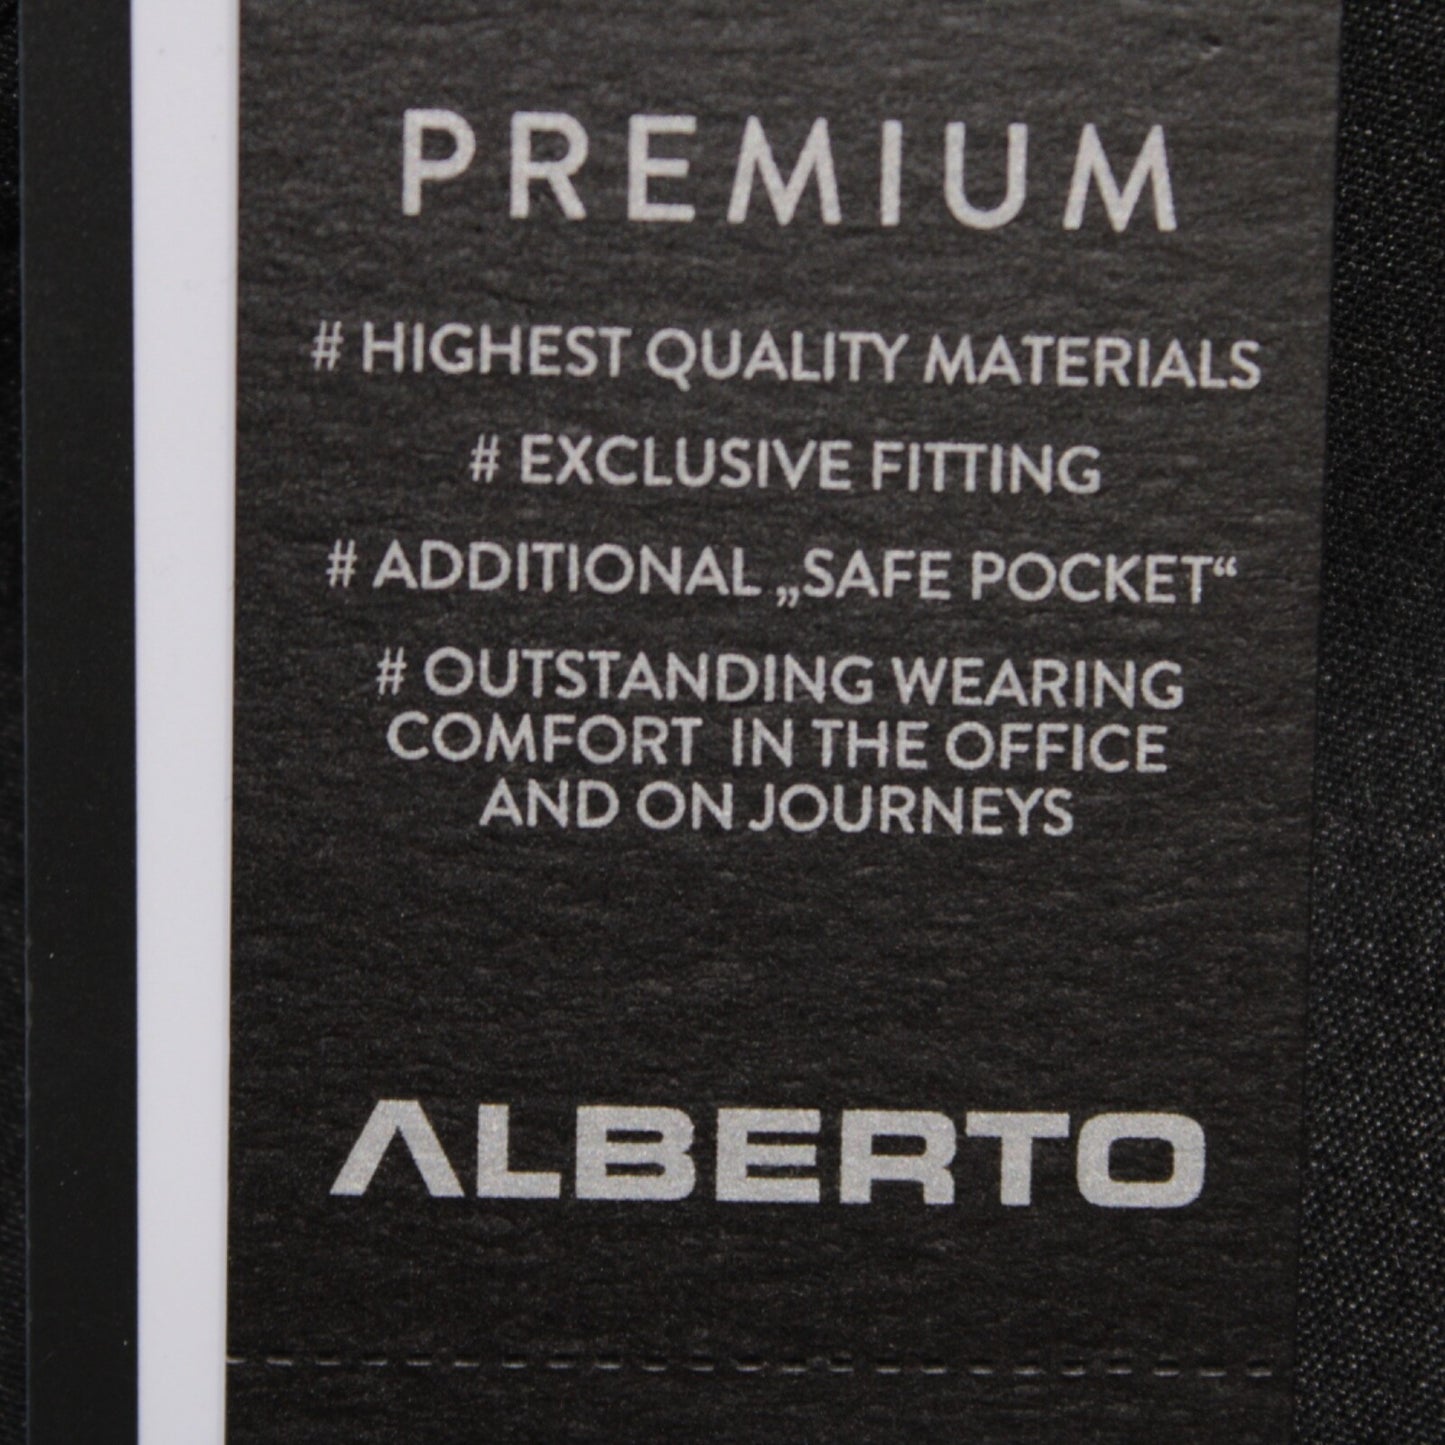 PREMIUM
# HIGHEST QUALITY MATERIALS
# EXCLUSIVE FITTING
# ADDITIONAL „SAFE POCKET“
# OUTSTANDING WEARING
COMFORT IN THE OFFICE
AND ON JOURNEYS
ALBERTO